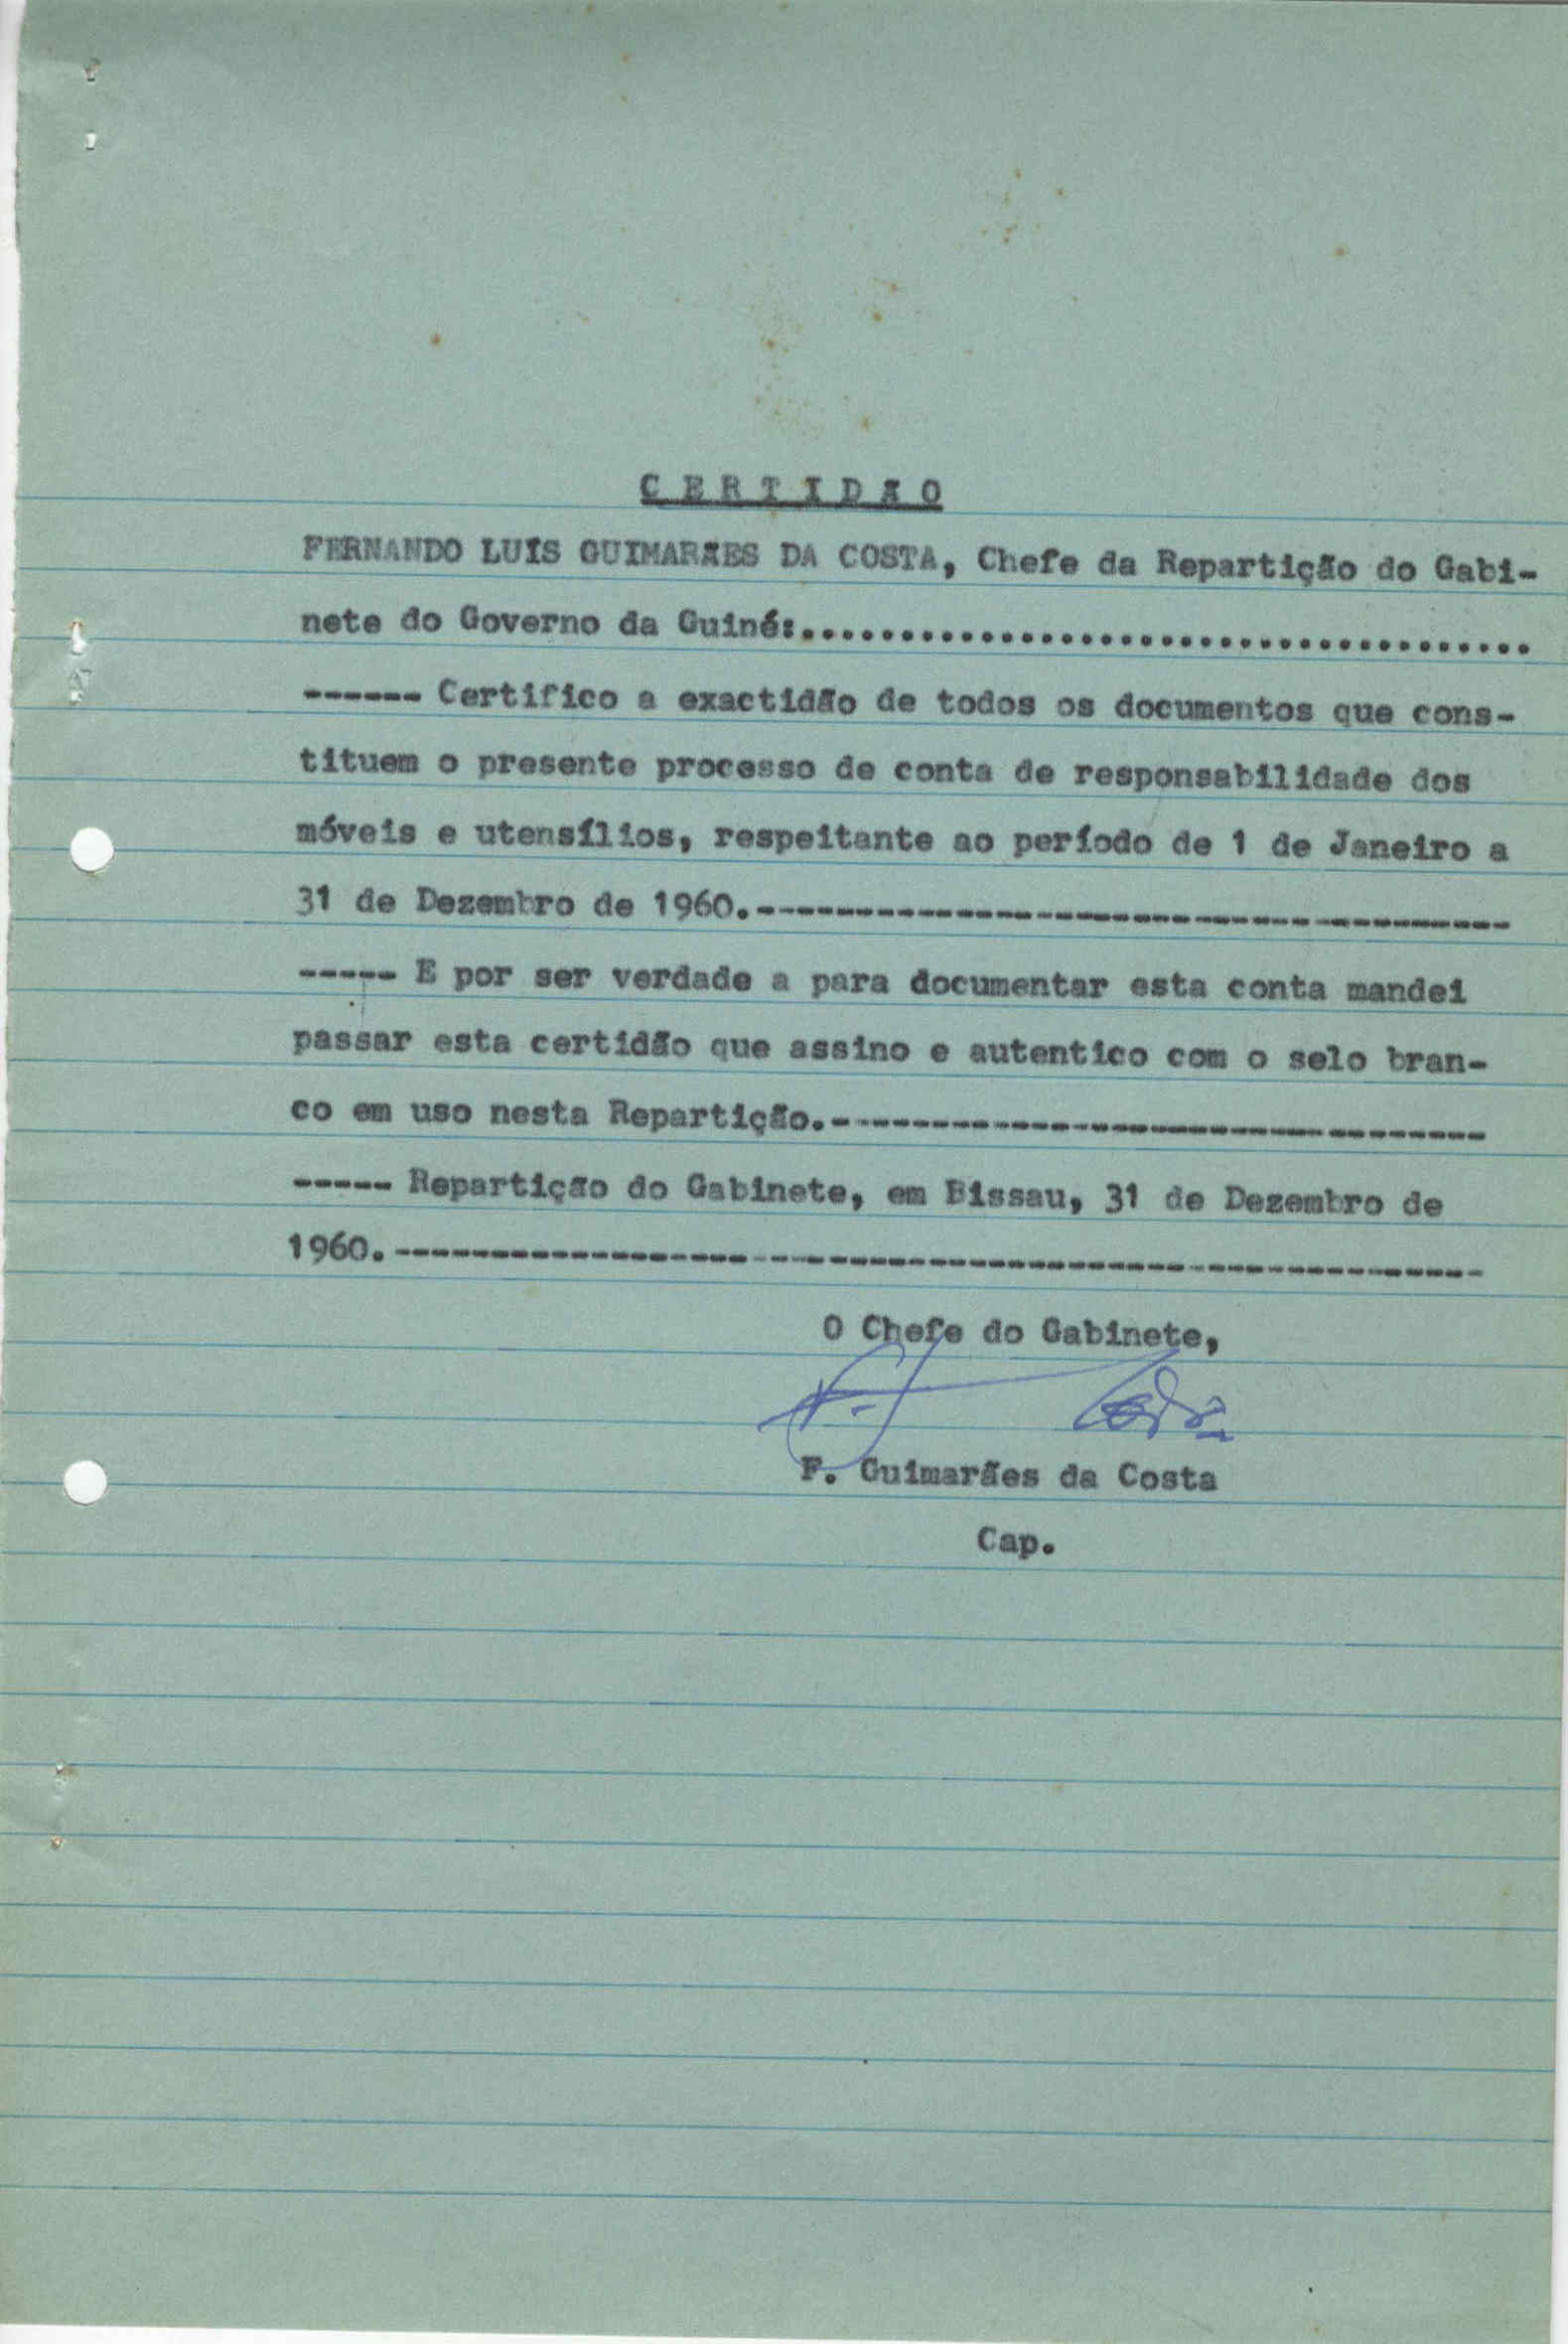 C E R T I D Ã O
FERNANDO LUÍS GUIMARÃES DA COSTA, Chefe da Repartição do Gabi-
nete do Governo da Guiné:.....................................
------ Certifico a exactidão de todos os documentos que cons-
tituem o presente processo de conta de responsabilidade dos
móveis e utensílios, respeitante ao período de 1 de Janeiro a
31 de Dezembro de 1960.--------------------------------------
----- E por ser verdade a para documentar esta conta mandei
passar esta certidão que assino e autentico com o selo bran-
co em uso nesta Repartição.---------------------------------
----- Repartição do Gabinete, em Bissau, 31 de Dezembro de
1960.-------------------------------------------------------
O Chefe do Gabinete,
F. Guimarães da Costa
Cap.